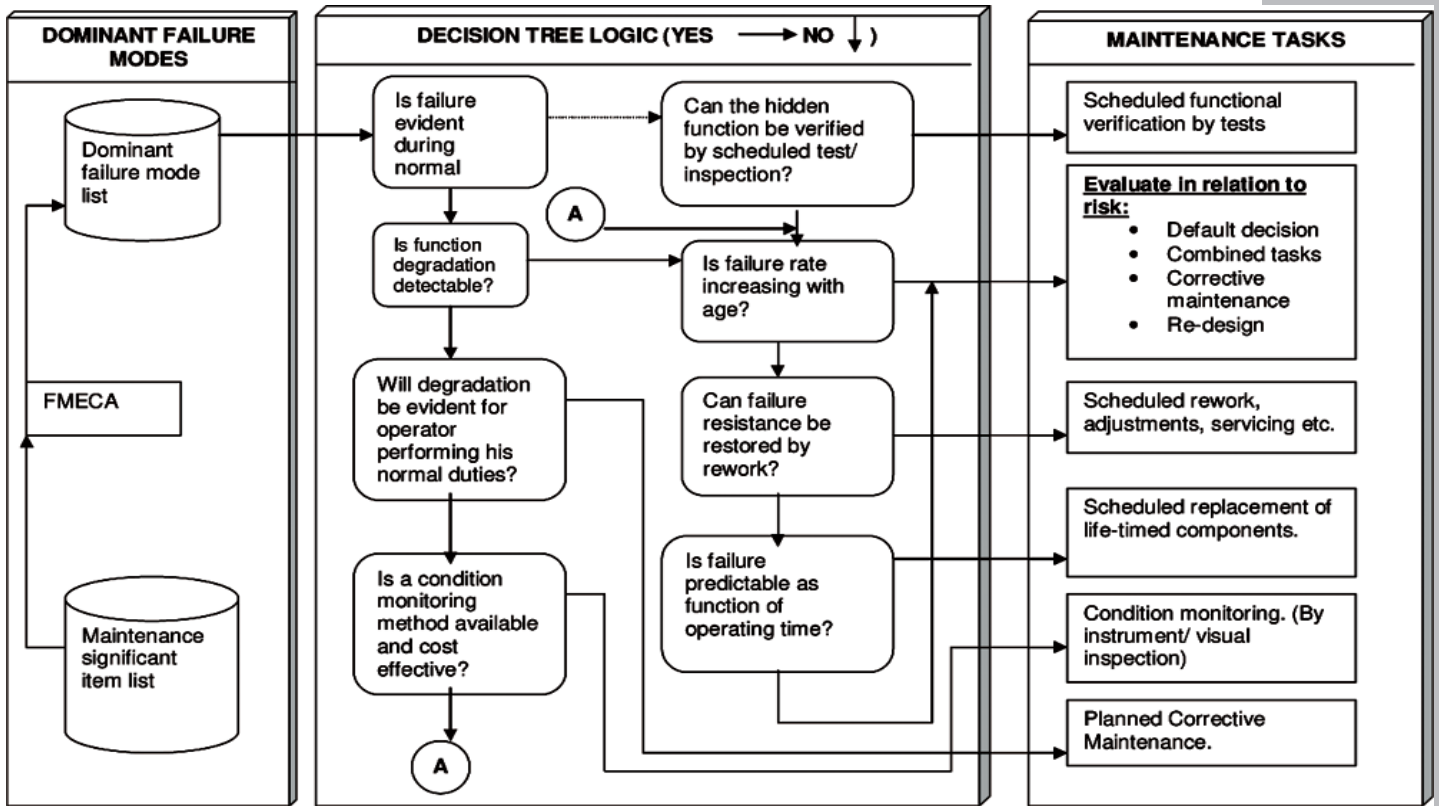 DOMINANT FAILURE
MODES
Dominant
failure mode
list
FMECA
Maintenance
significant
item list
DECISION TREE LOGIC (YES NO )
Is failure
evident
during
normal
Can the hidden
function be verified
by scheduled test/
inspection?
A
Is function
degradation
detectable?
Is failure rate
increasing with
age?
Will degradation
be evident for
operator
performing his
normal duties?
Can failure
resistance be
restored by
rework?
Is a condition
monitoring
method available
and cost
effective?
Is failure
predictable as
function of
operating time?
A
MAINTENANCE TASKS
Scheduled functional
verification by tests
Evaluate in relation to
risk:
• Default decision
• Combined tasks
• Corrective
maintenance
• Re-design
Scheduled rework,
adjustments, servicing etc.
Scheduled replacement of
life-timed components.
Condition monitoring. (By
instrument/ visual
inspection)
Planned Corrective
Maintenance.